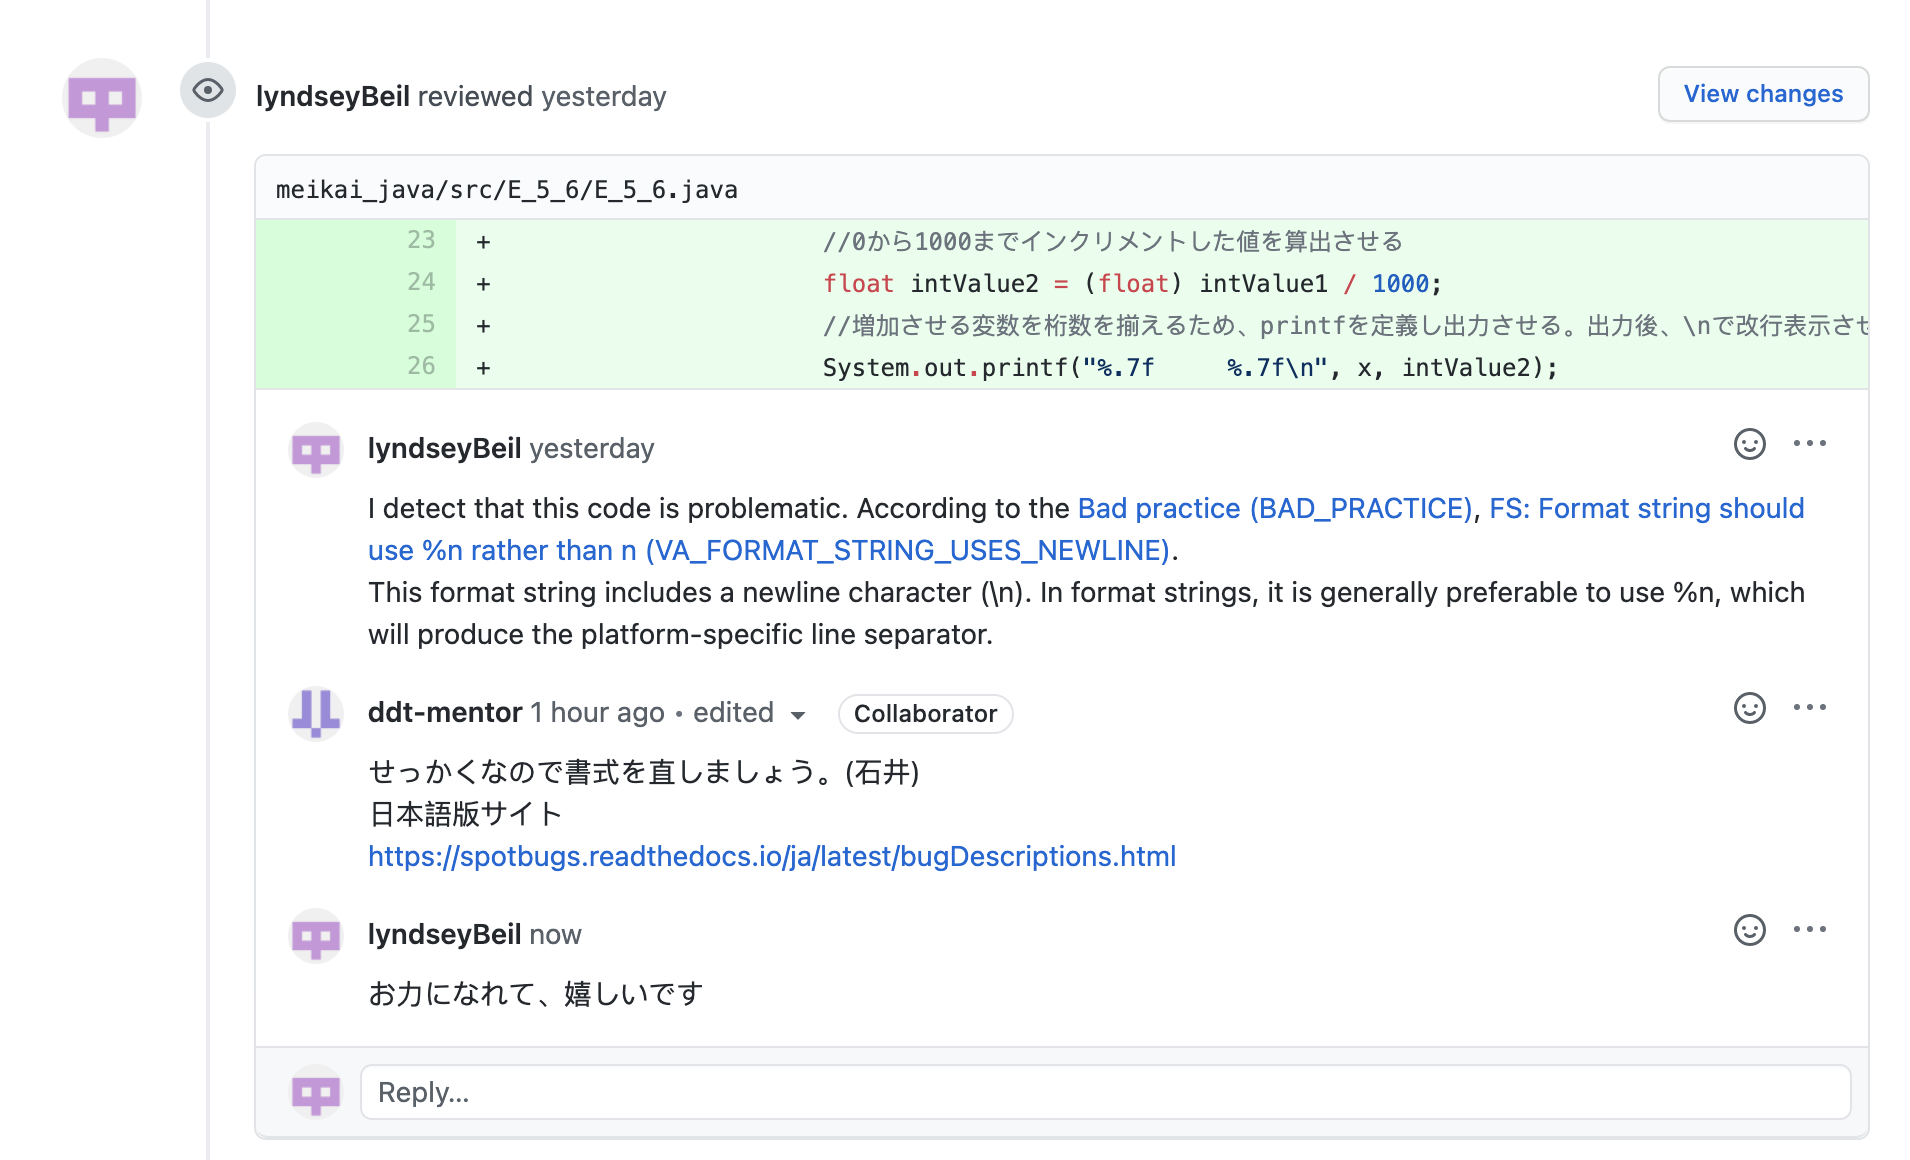 lyndseyBeil reviewed yesterday
View changes
meikai_java/src/E_5_6/E_5_6.java
23 + //0から1000までインクリメントした値を算出させる
24 + float intValue2 = (float) intValue1 / 1000;
25 + //増加させる変数を桁数を揃えるため、printfを定義し出力させる。出力後、\nで改行表示させ
26 + System.out.printf("%.7f     %.7f\n", x, intValue2);
lyndseyBeil yesterday
I detect that this code is problematic. According to the Bad practice (BAD_PRACTICE), FS: Format string should
use %n rather than n (VA_FORMAT_STRING_USES_NEWLINE).
This format string includes a newline character (\n). In format strings, it is generally preferable to use %n, which
will produce the platform-specific line separator.
ddt-mentor 1 hour ago • edited Collaborator
せっかくなので書式を直しましょう。(石井)
日本語版サイト
https://spotbugs.readthedocs.io/ja/latest/bugDescriptions.html
lyndseyBeil now
お力になれて、嬉しいです
Reply...